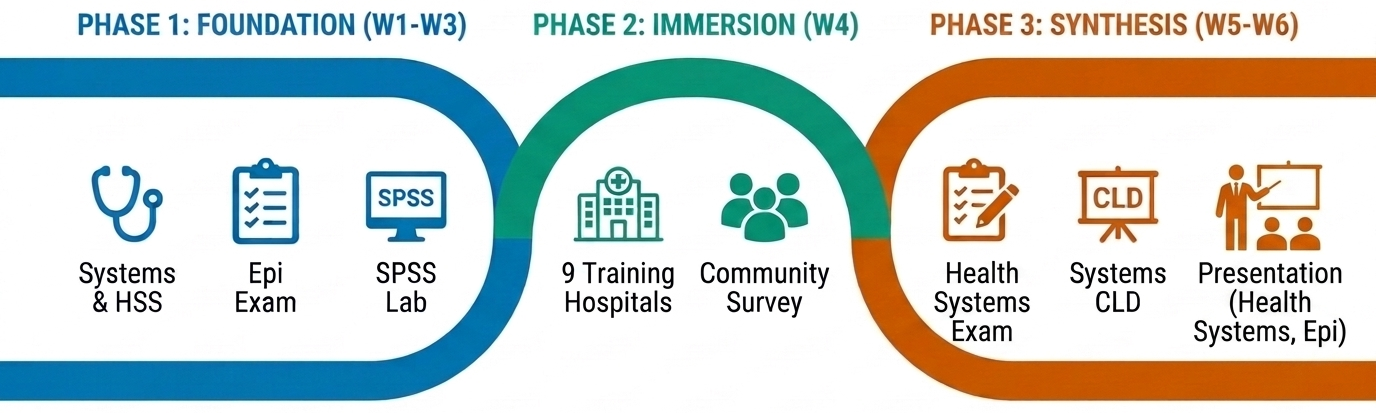 PHASE 1: FOUNDATION (W1-W3)
PHASE 2: IMMERSION (W4)
PHASE 3: SYNTHESIS (W5-W6)
SPSS
CLD
Systems
& HSS
Epi
Exam
SPSS
Lab
9 Training
Hospitals
Community
Survey
Health
Systems
Exam
Systems
CLD
Presentation
(Health
Systems, Epi)